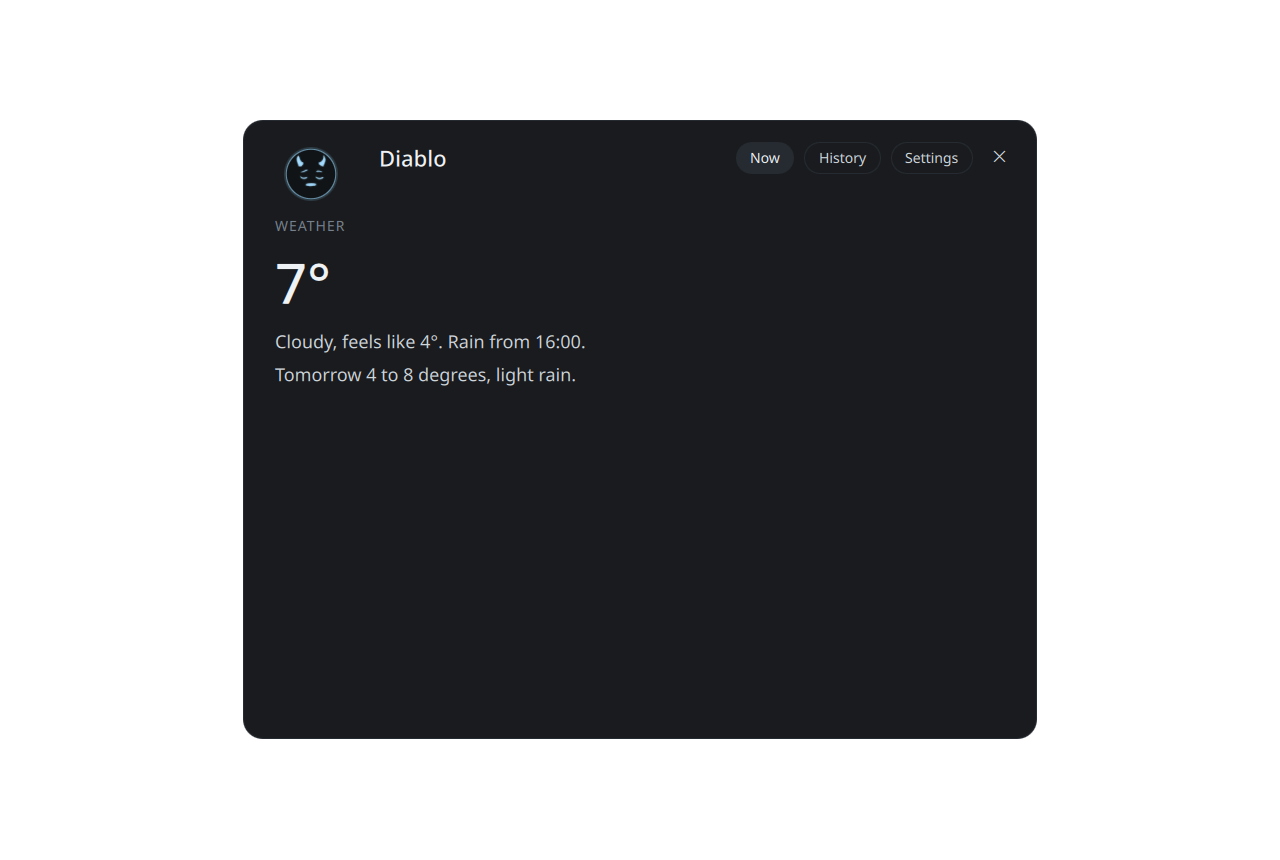 Diablo
Now
History
Settings
WEATHER
7°
Cloudy, feels like 4°. Rain from 16:00.
Tomorrow 4 to 8 degrees, light rain.